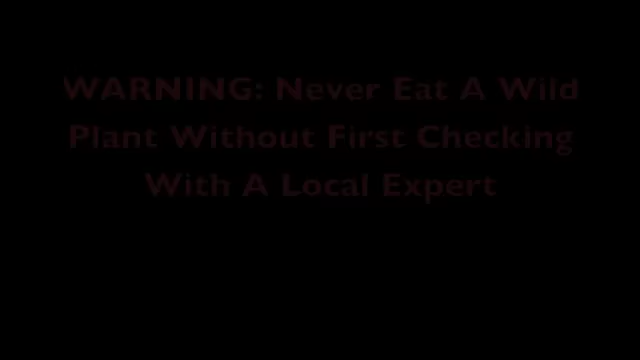 WARNING: Never Eat A Wild
Plant Without First Checking
With A Local Expert